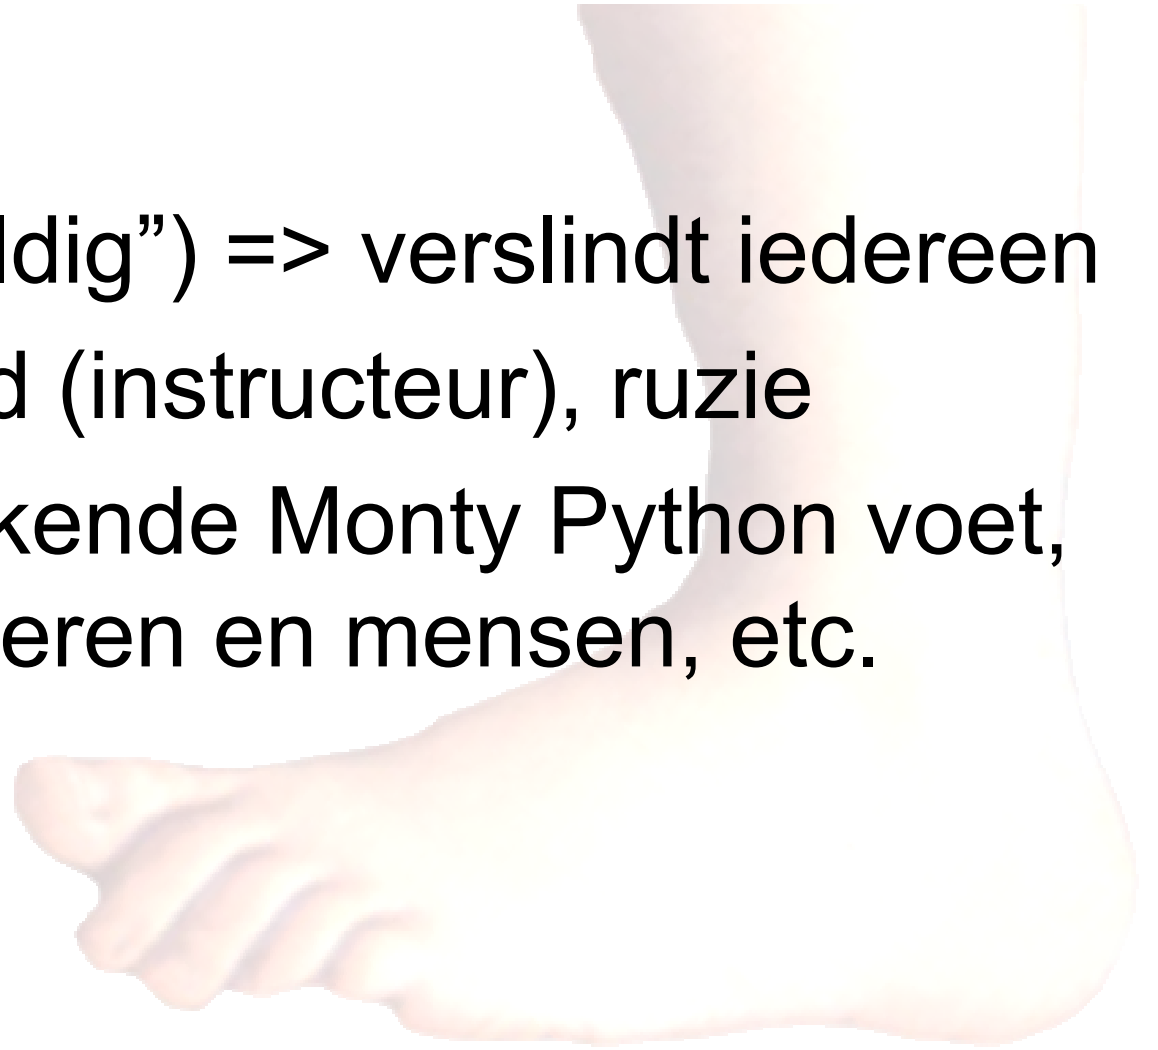 ldig”) => verslindt iedereen
d (instructeur), ruzie
kende Monty Python voet,
eren en mensen, etc.